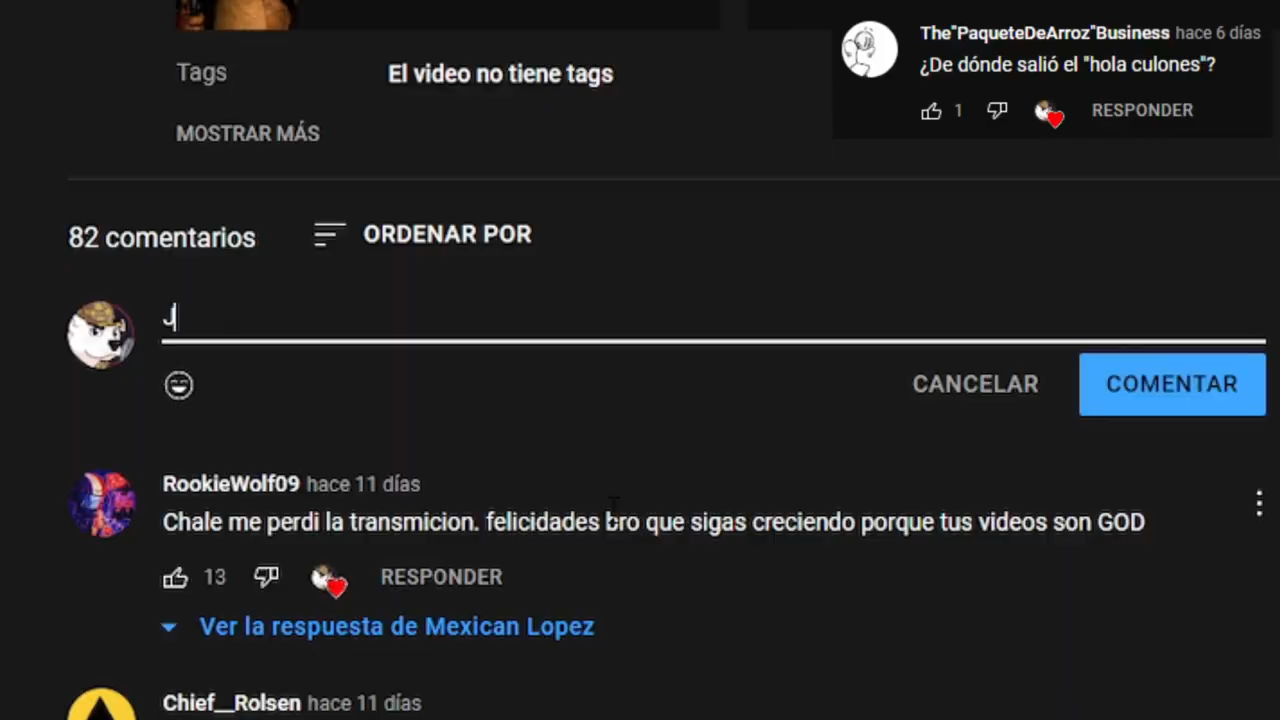 The"PaqueteDeArroz"Business hace 6 días
¿De dónde salió el "hola culones"?
1 RESPONDER
Tags El video no tiene tags
MOSTRAR MÁS
82 comentarios ORDENAR POR
J
CANCELAR COMENTAR
RookieWolf09 hace 11 días
Chale me perdi la transmicion. felicidades bro que sigas creciendo porque tus videos son GOD
13 RESPONDER
Ver la respuesta de Mexican Lopez
Chief__Rolsen hace 11 días